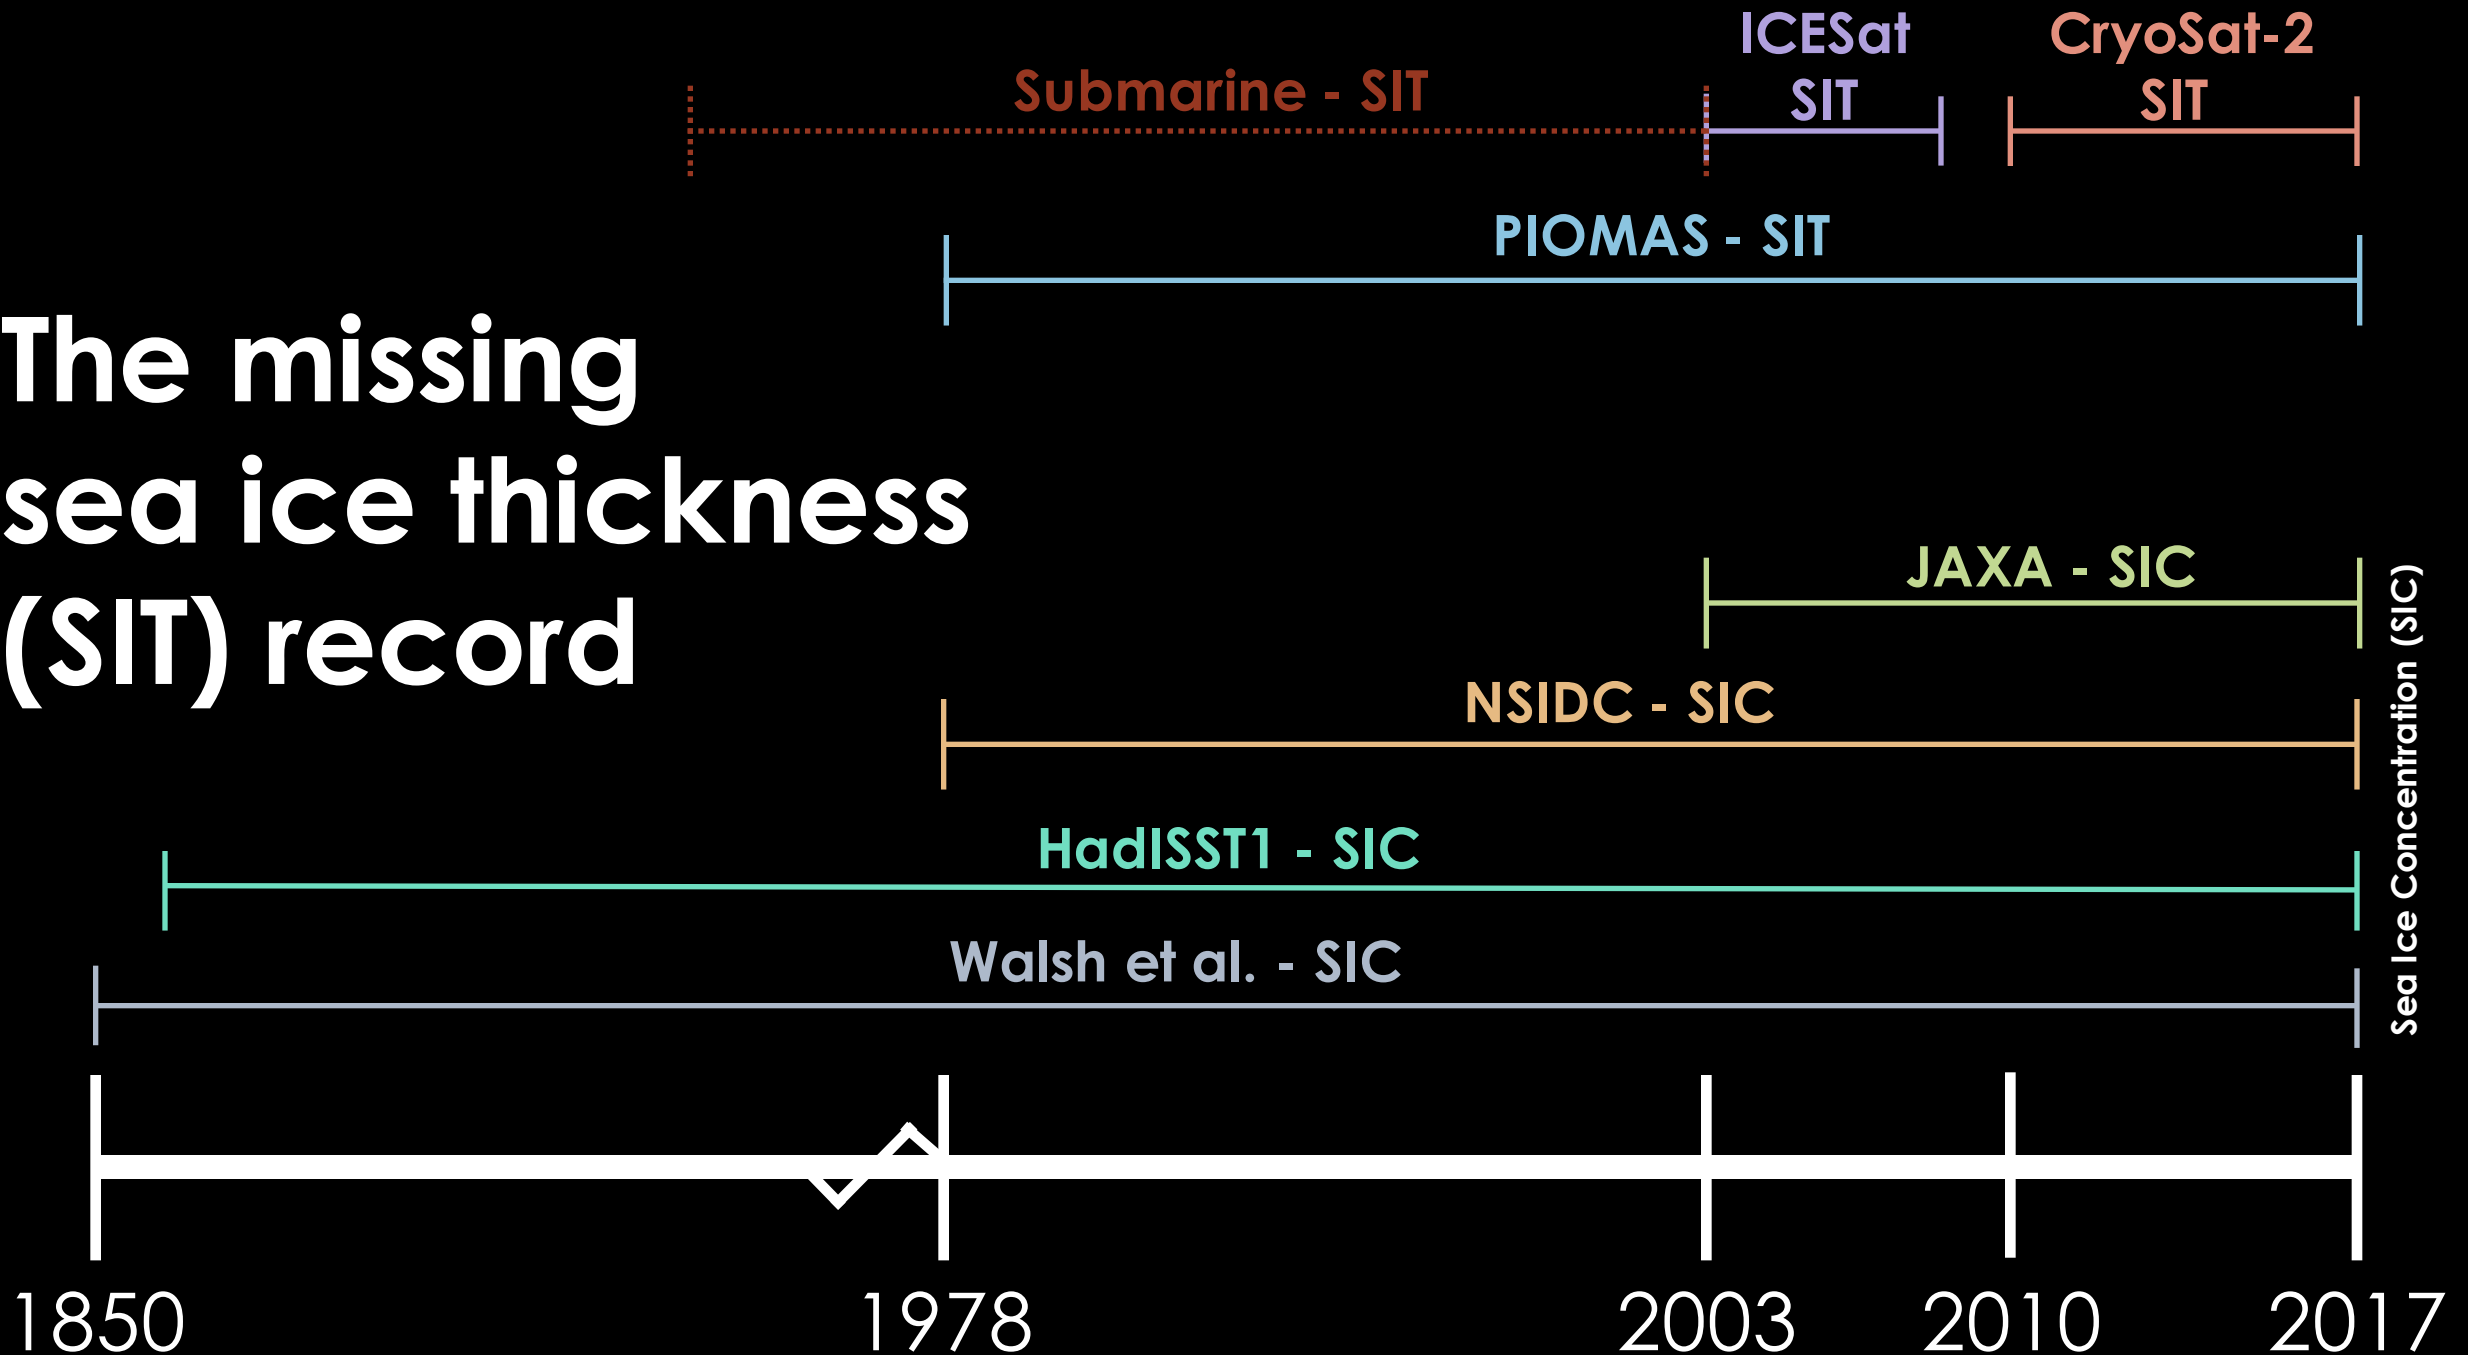 ICESat
SIT
CryoSat-2
SIT
Submarine - SIT
PIOMAS - SIT
The missing
sea ice thickness
(SIT) record
JAXA - SIC
NSIDC - SIC
HadISST1 - SIC
Walsh et al. - SIC
Sea Ice Concentration (SIC)
1850
1978
2003
2010
2017